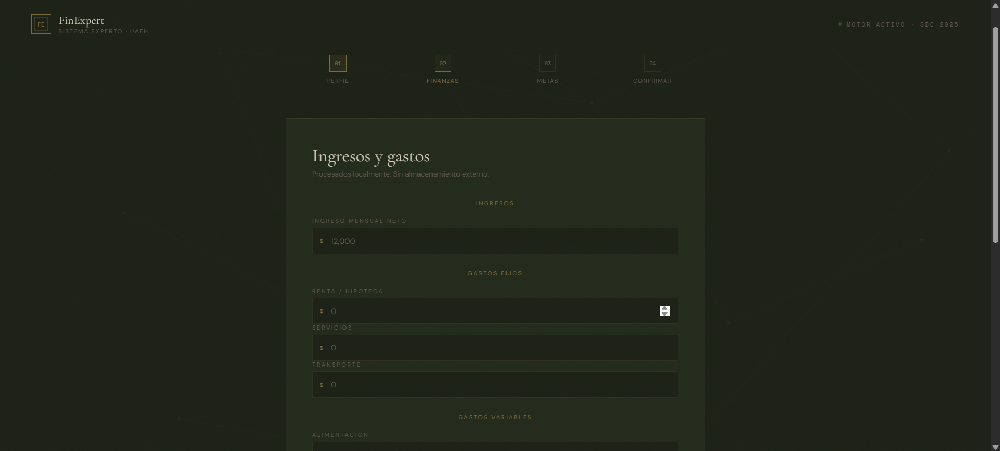 FE
FinExpert
SISTEMA EXPERTO · UAEH
MOTOR ACTIVO · SBC 2025
01
02
03
04
PERFIL
FINANZAS
METAS
CONFIRMAR
Ingresos y gastos
Procesados localmente. Sin almacenamiento externo.
INGRESOS
INGRESO MENSUAL NETO
$ 12,000
GASTOS FIJOS
RENTA / HIPOTECA
$ 0
SERVICIOS
$ 0
TRANSPORTE
$ 0
GASTOS VARIABLES
ALIMENTACIÓN